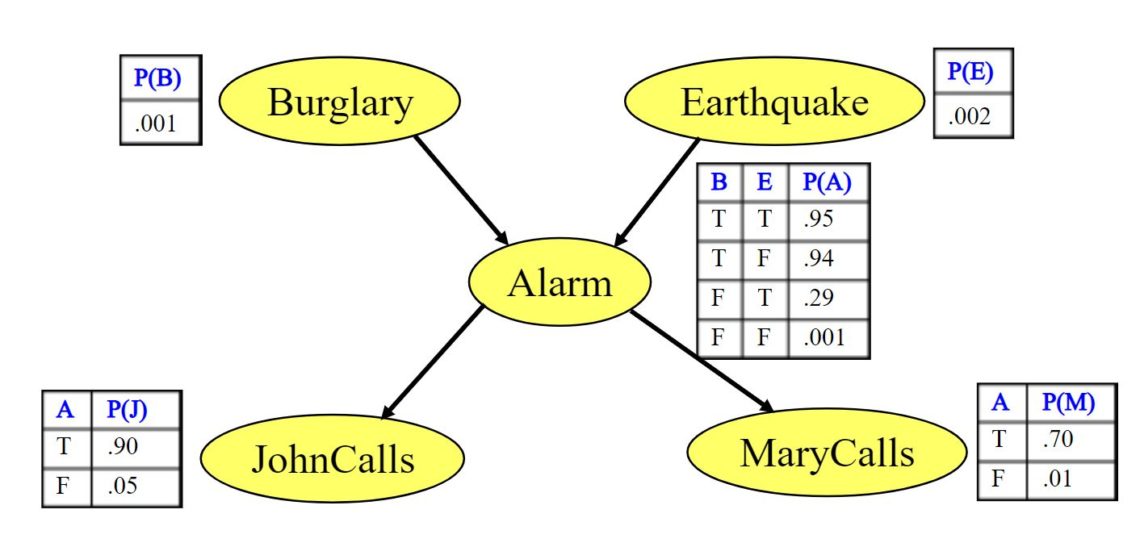 P(B)
.001
Burglary
Earthquake
P(E)
.002
B E P(A)
T T .95
T F .94
F T .29
F F .001
Alarm
A P(J)
T .90
F .05
JohnCalls
MaryCalls
A P(M)
T .70
F .01